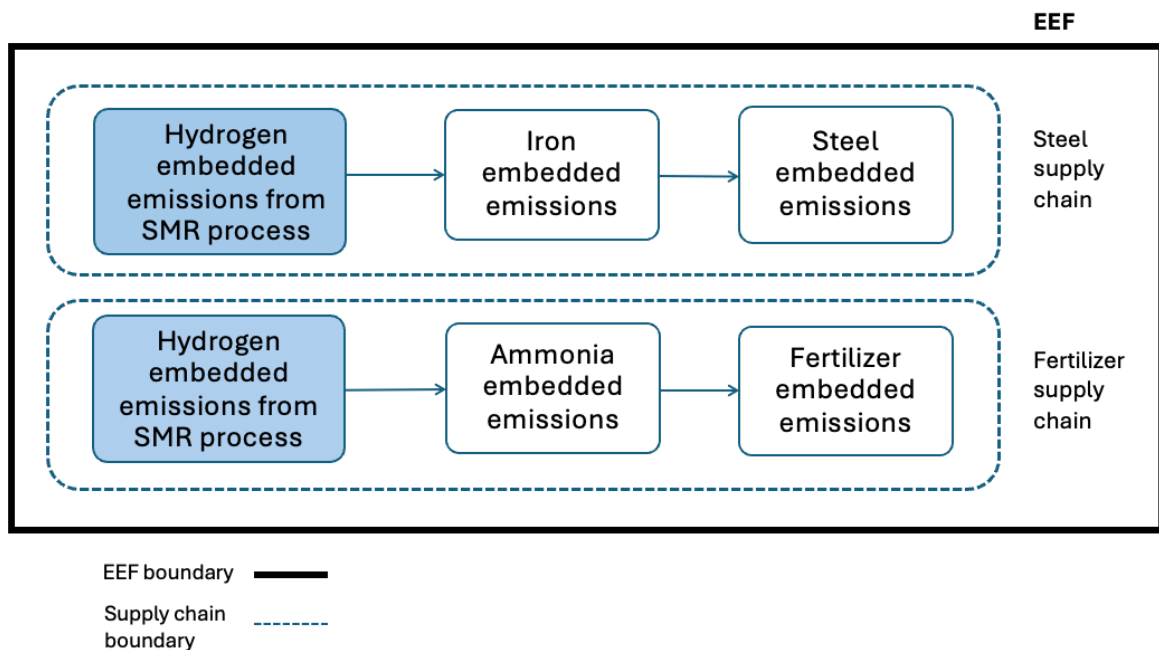 EEF
Hydrogen
embedded
emissions from
SMR process
Iron
embedded
emissions
Steel
embedded
emissions
Steel
supply
chain
Hydrogen
embedded
emissions from
SMR process
Ammonia
embedded
emissions
Fertilizer
embedded
emissions
Fertilizer
supply
chain
EEF boundary
Supply chain
boundary